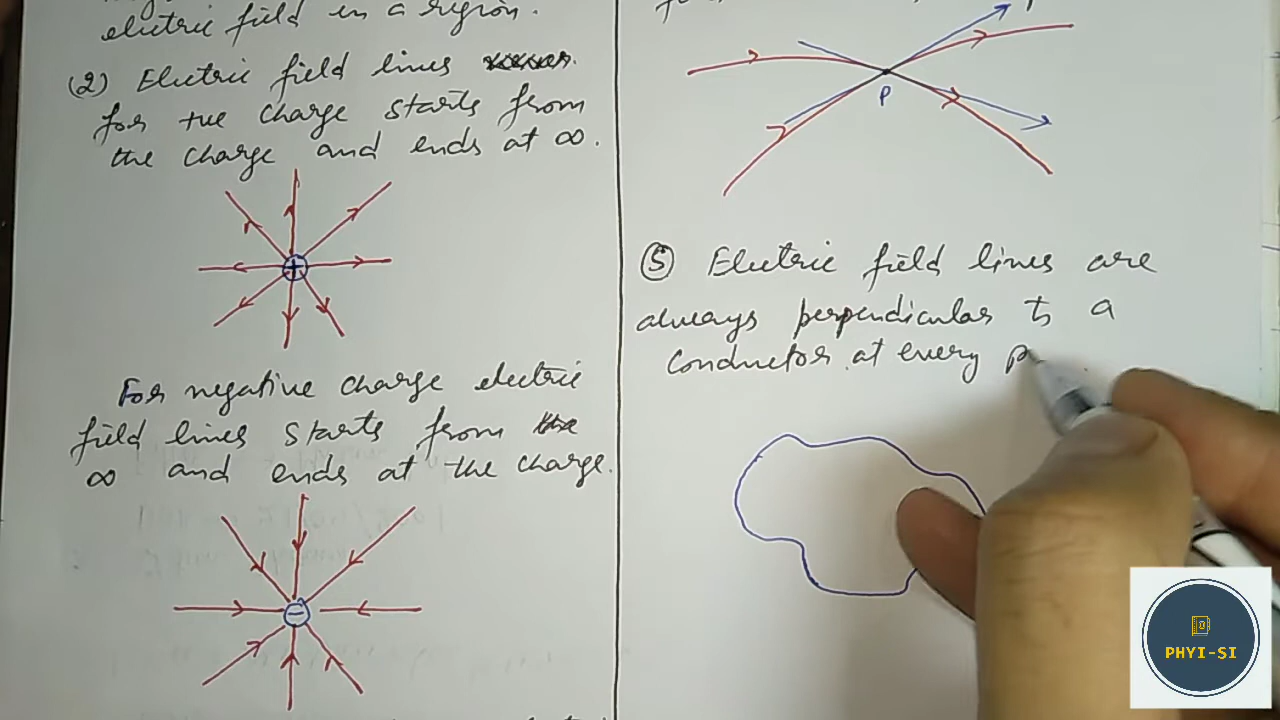 electric field in a region.
(2) Electric field lines
for +ve charge starts from
the charge and ends at ∞.
+
For negative charge electric
field lines starts from the
∞ and ends at the charge.
−
P
(5) Electric field lines are
always perpendicular to a
conductor at every p
PHYI-SI